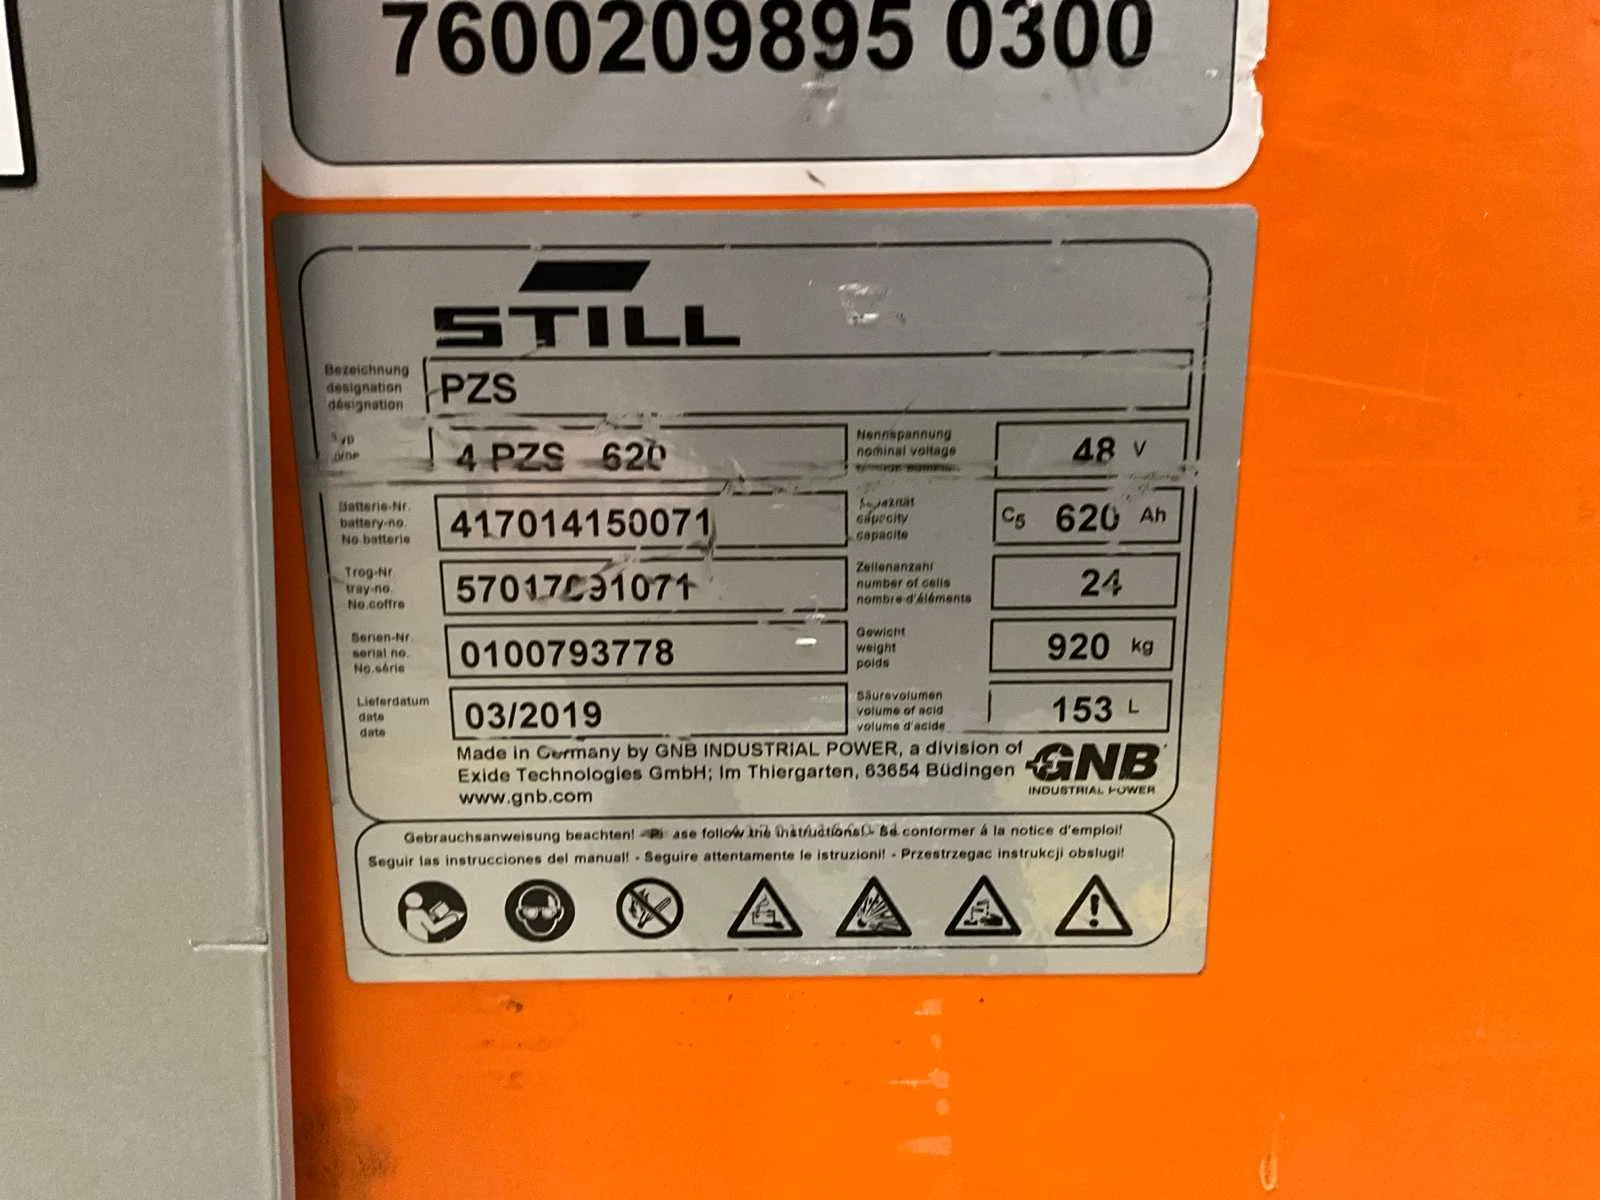 7600209895 0300
STILL
Bezeichnung
designation
désignation
PZS
4 PZS 620
Nennspannung
nominal voltage
48 V
Batterie-Nr.
battery-no.
No.batterie
417014150071
capacity
capacite
C5 620 Ah
Trog-Nr
tray-no.
No.coffre
Zellenanzahl
number of cells
nombre d'éléments
24
Serien-Nr.
serial no.
No.série
0100793778
Gewicht
weight
poids
920 kg
Lieferdatum
date
date
03/2019
Säurevolumen
volume of acid
volume d'acide
153 L
Made in Germany by GNB INDUSTRIAL POWER, a division of
Exide Technologies GmbH; Im Thiergarten, 63654 Büdingen
www.gnb.com
GNB
INDUSTRIAL POWER
Gebrauchsanweisung beachten! - Please follow the instructions! - Se conformer à la notice d'emploi!
Seguir las instrucciones del manual! - Seguire attentamente le istruzioni! - Przestrzegac instrukcji obslugi!